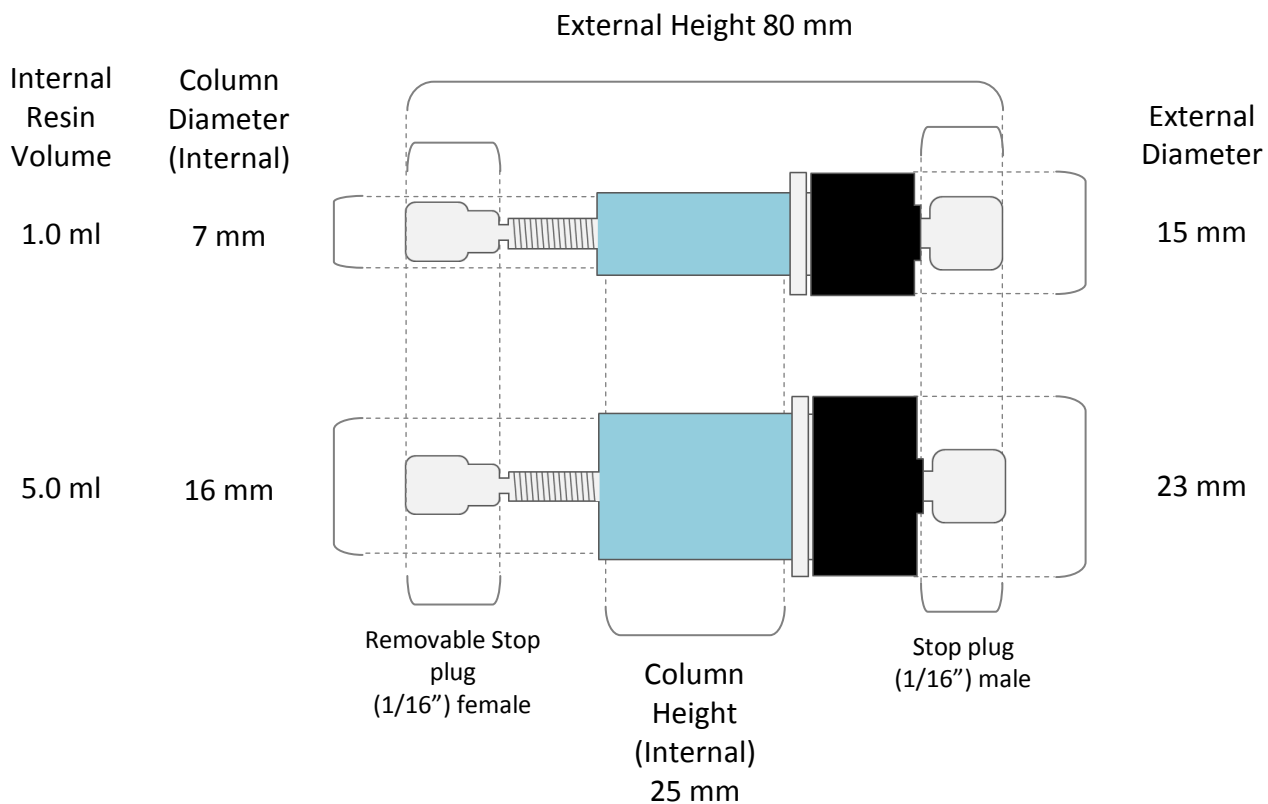 External Height 80 mm
Internal
Resin
Volume
Column
Diameter
(Internal)
External
Diameter
1.0 ml
7 mm
15 mm
5.0 ml
16 mm
23 mm
Removable Stop
plug
(1/16”) female
Column
Height
(Internal)
25 mm
Stop plug
(1/16”) male